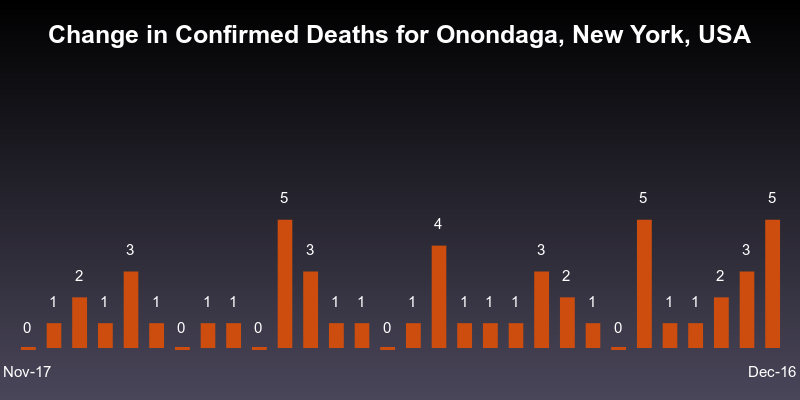 Change in Confirmed Deaths for Onondaga, New York, USA
0 1 2 1 3 1 0 1 1 0 5 3 1 1 0 1 4 1 1 1 3 2 1 0 5 1 1 2 3 5
Nov-17 Dec-16